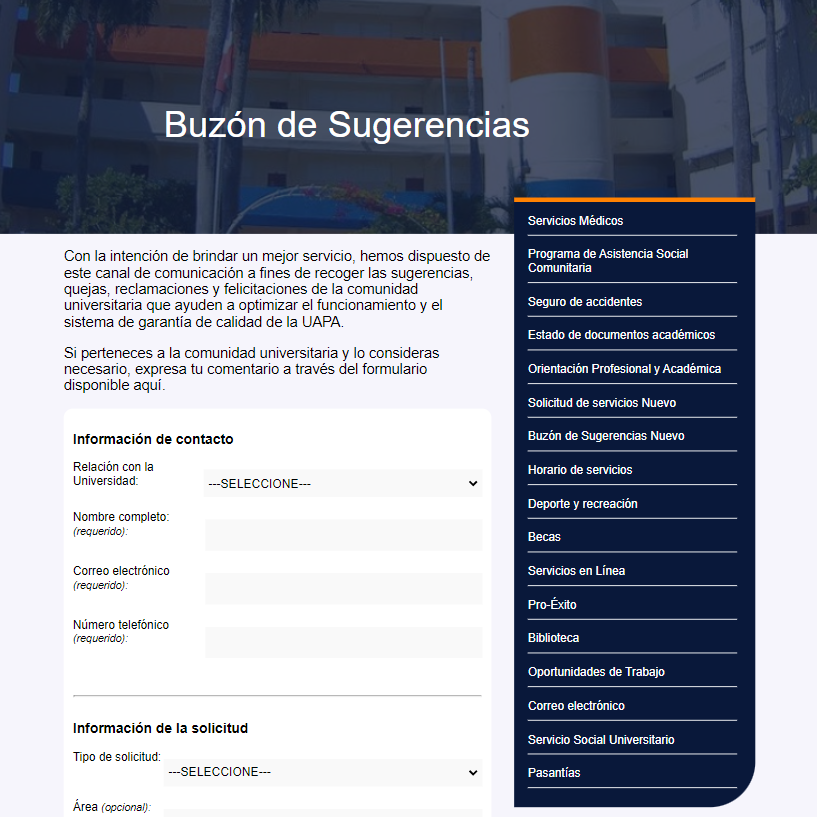 Buzón de Sugerencias
Con la intención de brindar un mejor servicio, hemos dispuesto de
este canal de comunicación a fines de recoger las sugerencias,
quejas, reclamaciones y felicitaciones de la comunidad
universitaria que ayuden a optimizar el funcionamiento y el
sistema de garantía de calidad de la UAPA.
Si perteneces a la comunidad universitaria y lo consideras
necesario, expresa tu comentario a través del formulario
disponible aquí.
Información de contacto
Relación con la
Universidad:
---SELECCIONE---
Nombre completo:
(requerido):
Correo electrónico
(requerido):
Número telefónico
(requerido):
Información de la solicitud
Tipo de solicitud:
---SELECCIONE---
Área (opcional):
Servicios Médicos
Programa de Asistencia Social
Comunitaria
Seguro de accidentes
Estado de documentos académicos
Orientación Profesional y Académica
Solicitud de servicios Nuevo
Buzón de Sugerencias Nuevo
Horario de servicios
Deporte y recreación
Becas
Servicios en Línea
Pro-Éxito
Biblioteca
Oportunidades de Trabajo
Correo electrónico
Servicio Social Universitario
Pasantías